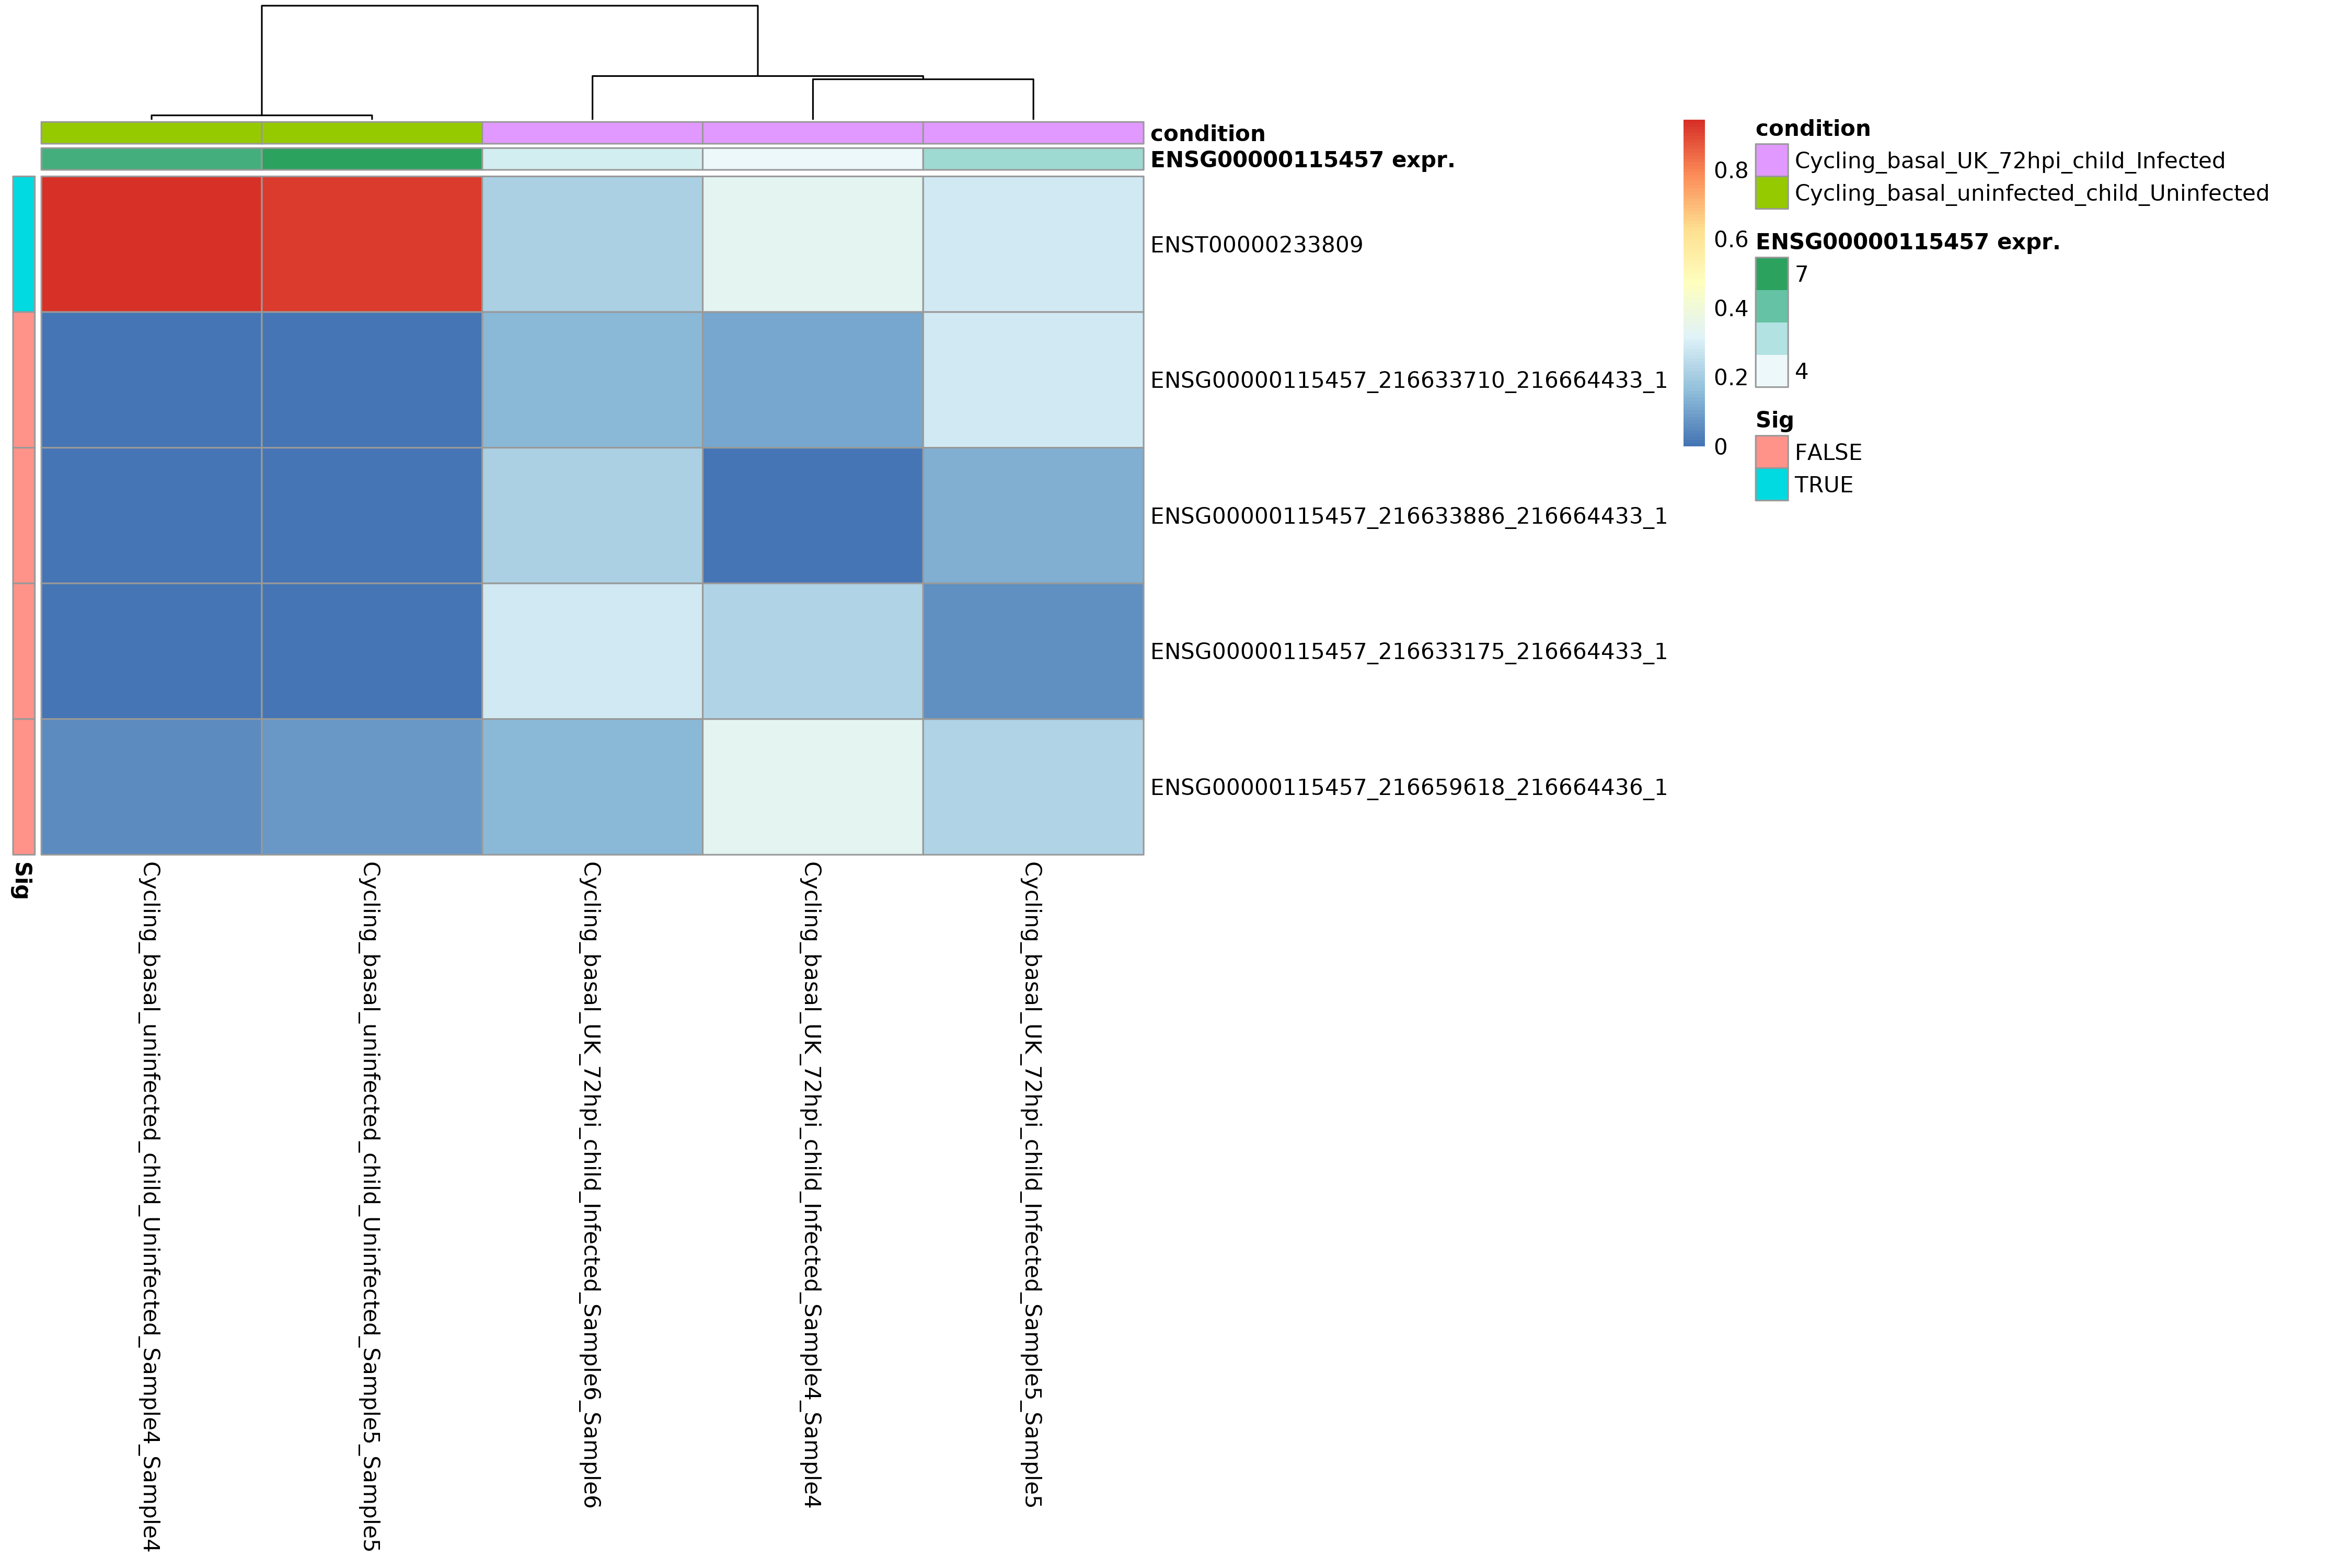 condition
ENSG00000115457 expr.
ENST00000233809
ENSG00000115457_216633710_216664433_1
ENSG00000115457_216633886_216664433_1
ENSG00000115457_216633175_216664433_1
ENSG00000115457_216659618_216664436_1
Sig
Cycling_basal_uninfected_child_Uninfected_Sample4_Sample4
Cycling_basal_uninfected_child_Uninfected_Sample5_Sample5
Cycling_basal_UK_72hpi_child_Infected_Sample6_Sample6
Cycling_basal_UK_72hpi_child_Infected_Sample4_Sample4
Cycling_basal_UK_72hpi_child_Infected_Sample5_Sample5
0.8
0.6
0.4
0.2
0
condition
Cycling_basal_UK_72hpi_child_Infected
Cycling_basal_uninfected_child_Uninfected
ENSG00000115457 expr.
7
4
Sig
FALSE
TRUE